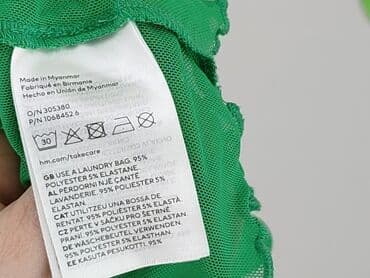 Made in Myanmar
Fabriqué en Birmanie
Hecho en Unión de Myanmar
O/N 305380
P/N 1068452.6
30
hm.com/takecare
GB USE A LAUNDRY BAG. 95%
POLYESTER 5% ELASTANE.
AL PËRDORNI NJË ÇANTË
LAVANDERIE. 95% POLIESTER 5%
ELASTAN.
CAT UTILITZEU UNA BOSSA DE
RENTAT. 95% POLIÈSTER 5% ELASTÀ.
CZ PERTE V SÁČKU PRO ŠETRNÉ
PRANÍ. 95% POLYESTER 5% ELASTAN
DE WÄSCHEBEUTEL VERWENDEN.
95% POLYESTER 5% ELASTHAN
EE KASUTA PESUKOTTI. 95%